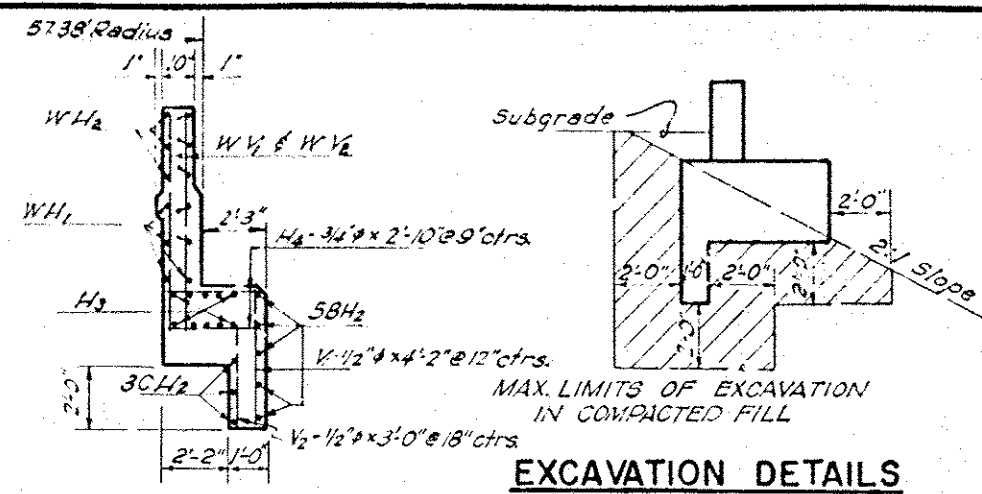 57.38' Radius
1" 10" 1"
WH₂
WV₁ & WV₂
WH₁
2'-3"
H₄-3/4"φ x 2'-10"@9"ctrs.
H₃
5BH₂
V₁-1/2"φ x 4'-2"@12"ctrs.
3CH₂
2'-0"
V₂-1/2"φ x 3'-0"@18"ctrs.
2'-2" 1'-0"
Subgrade
2'-0"
2:1 Slope
2'-0" 1'-0" 2'-0"
2'-0"
2'-0"
MAX. LIMITS OF EXCAVATION
IN COMPACTED FILL
EXCAVATION DETAILS